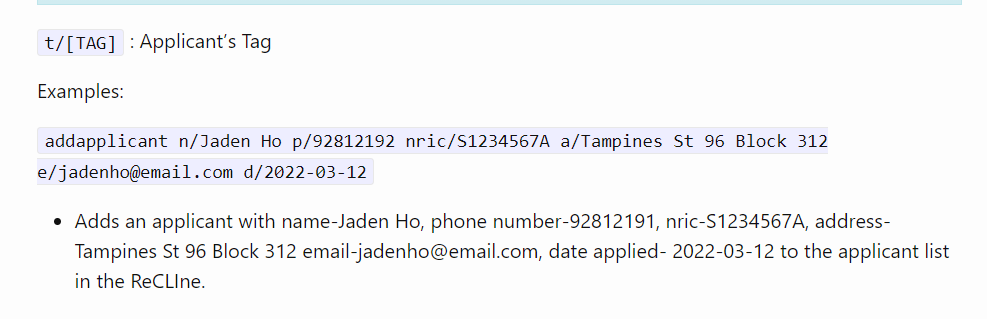 t/[TAG] : Applicant’s Tag
Examples:
addapplicant n/Jaden Ho p/92812192 nric/S1234567A a/Tampines St 96 Block 312
e/jadenho@email.com d/2022-03-12
• Adds an applicant with name-Jaden Ho, phone number-92812191, nric-S1234567A, address-
Tampines St 96 Block 312 email-jadenho@email.com, date applied- 2022-03-12 to the applicant list
in the ReCLIne.